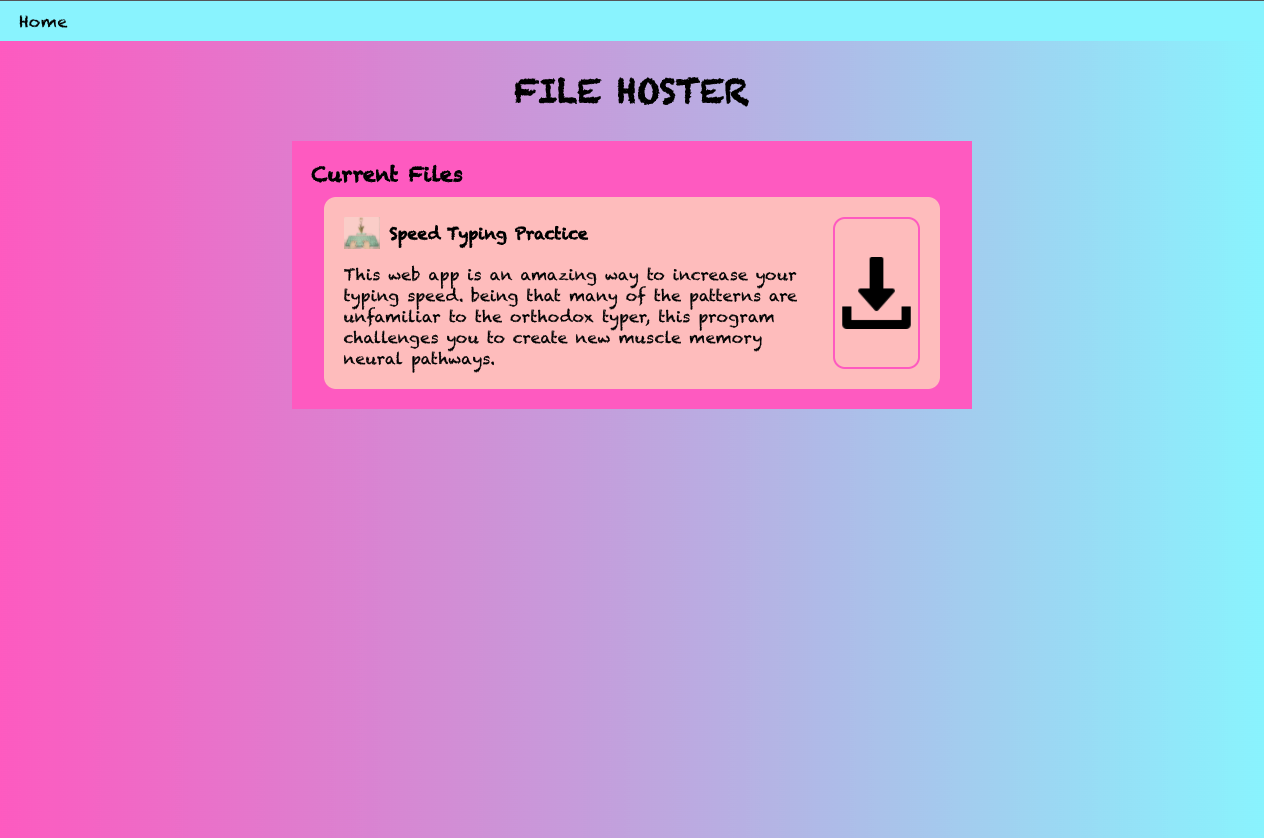 Home
FILE HOSTER
Current Files
Speed Typing Practice
This web app is an amazing way to increase your
typing speed. being that many of the patterns are
unfamiliar to the orthodox typer, this program
challenges you to create new muscle memory
neural pathways.